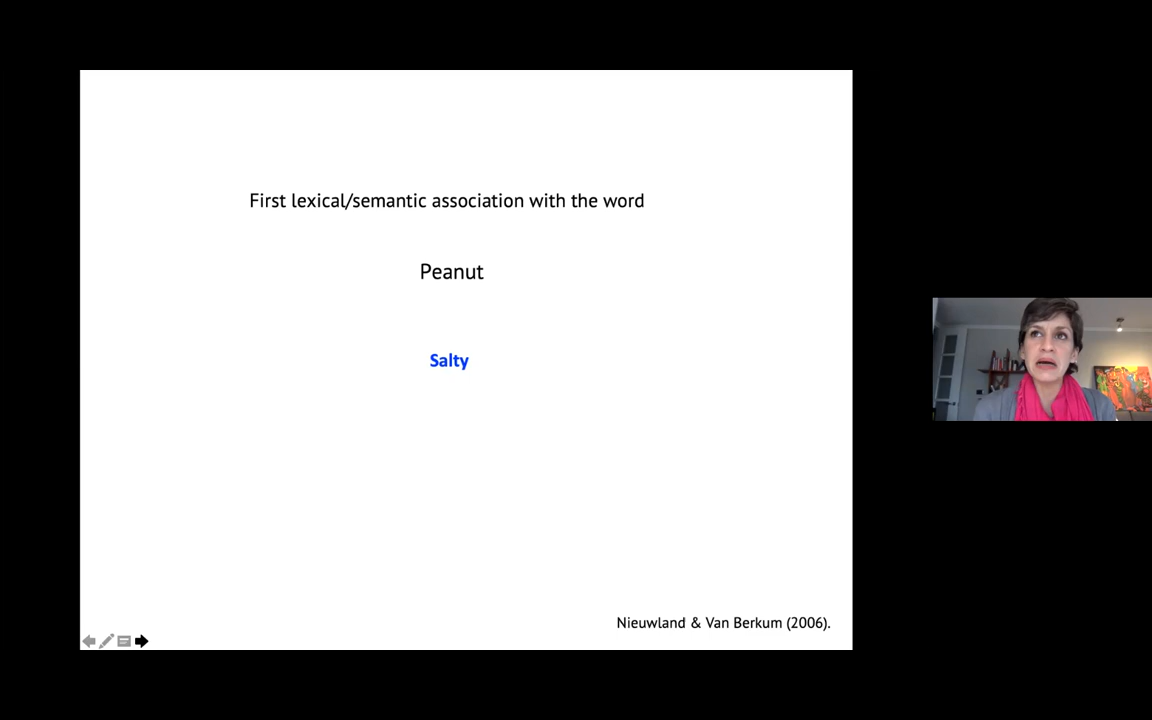 First lexical/semantic association with the word
Peanut
Salty
Nieuwland & Van Berkum (2006).